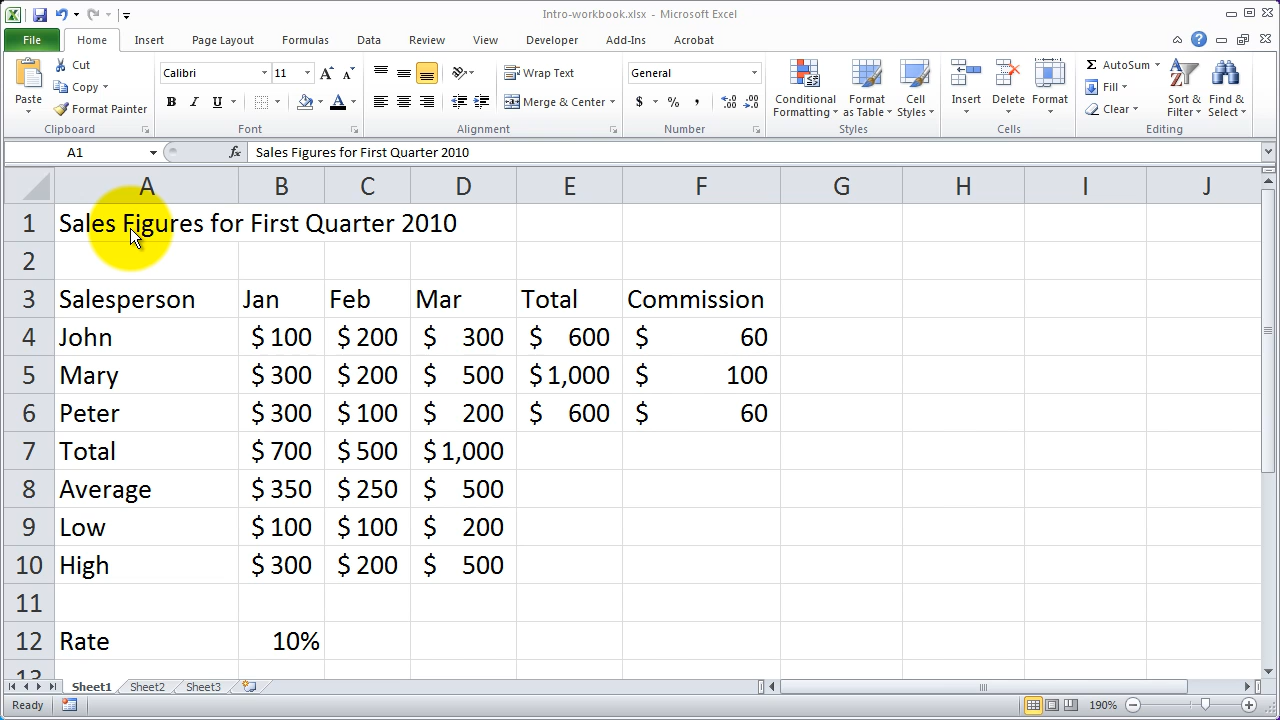 Intro-workbook.xlsx - Microsoft Excel
File Home Insert Page Layout Formulas Data Review View Developer Add-Ins Acrobat
Paste
Cut
Copy
Format Painter
Clipboard
Calibri 11
B I U A
Font
Wrap Text
Merge & Center
Alignment
General
$ % ,
Number
Conditional Formatting
Format as Table
Cell Styles
Styles
Insert Delete Format
Cells
Σ AutoSum
Fill
Clear
Sort & Filter
Find & Select
Editing
A1 fx Sales Figures for First Quarter 2010
A B C D E F G H I J
1 Sales Figures for First Quarter 2010
2
3 Salesperson Jan Feb Mar Total Commission
4 John $ 100 $ 200 $ 300 $ 600 $ 60
5 Mary $ 300 $ 200 $ 500 $ 1,000 $ 100
6 Peter $ 300 $ 100 $ 200 $ 600 $ 60
7 Total $ 700 $ 500 $ 1,000
8 Average $ 350 $ 250 $ 500
9 Low $ 100 $ 100 $ 200
10 High $ 300 $ 200 $ 500
11
12 Rate 10%
13
Sheet1 Sheet2 Sheet3
Ready 190%